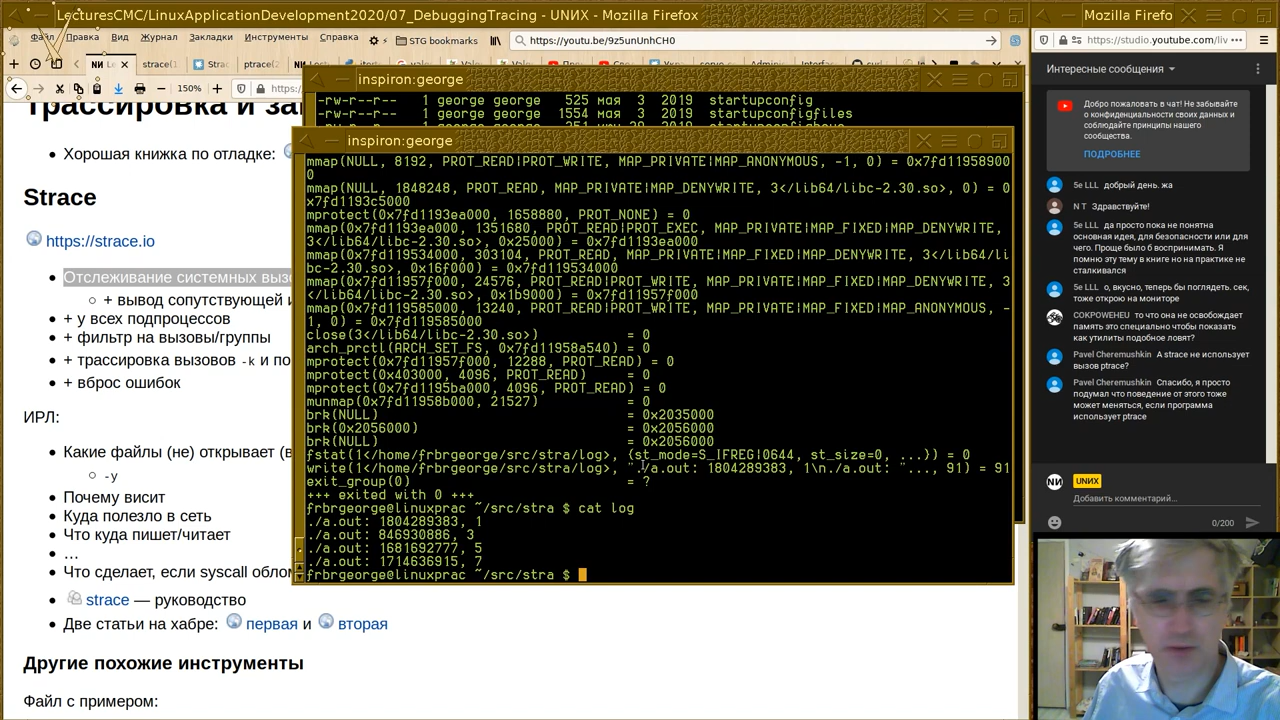 LecturesCMC/LinuxApplicationDevelopment2020/07_DebuggingTracing - UNИX - Mozilla Firefox
Mozilla Firefo
Файл Правка Вид Журнал Закладки Инструменты Справка
STG bookmarks
https://youtu.be/9z5unUnhCH0
https://studio.youtube.com/liv
strace(1
Strac
ptrace(2
150%
https:
Трассировка и за
Хорошая книжка по отладке:
Strace
https://strace.io
Отслеживание системных вызо
+ вывод сопутствующей и
+ у всех подпроцессов
+ фильтр на вызовы/группы
+ трассировка вызовов -k и по
+ вброс ошибок
ИРЛ:
Какие файлы (не) открывает (в
-y
Почему висит
Куда полезло в сеть
Что куда пишет/читает
…
Что сделает, если syscall облом
strace — руководство
Две статьи на хабре: первая и вторая
Другие похожие инструменты
Файл с примером:
inspiron:george
-rw-r--r-- 1 george george 525 мая 3 2019 startupconfig
-rw-r--r-- 1 george george 1554 мая 3 2019 startupconfigfiles
inspiron:george
mmap(NULL, 8192, PROT_READ|PROT_WRITE, MAP_PRIVATE|MAP_ANONYMOUS, -1, 0) = 0x7fd11958900
0
mmap(NULL, 1848248, PROT_READ, MAP_PRIVATE|MAP_DENYWRITE, 3</lib64/libc-2.30.so>, 0) = 0
x7fd1193c5000
mprotect(0x7fd1193ea000, 1658880, PROT_NONE) = 0
mmap(0x7fd1193ea000, 1351680, PROT_READ|PROT_EXEC, MAP_PRIVATE|MAP_FIXED|MAP_DENYWRITE,
3</lib64/libc-2.30.so>, 0x25000) = 0x7fd1193ea000
mmap(0x7fd119534000, 303104, PROT_READ, MAP_PRIVATE|MAP_FIXED|MAP_DENYWRITE, 3</lib64/li
bc-2.30.so>, 0x16f000) = 0x7fd119534000
mmap(0x7fd11957f000, 24576, PROT_READ|PROT_WRITE, MAP_PRIVATE|MAP_FIXED|MAP_DENYWRITE, 3
</lib64/libc-2.30.so>, 0x1b9000) = 0x7fd11957f000
mmap(0x7fd119585000, 13240, PROT_READ|PROT_WRITE, MAP_PRIVATE|MAP_FIXED|MAP_ANONYMOUS, -
1, 0) = 0x7fd119585000
close(3</lib64/libc-2.30.so>) = 0
arch_prctl(ARCH_SET_FS, 0x7fd11958a540) = 0
mprotect(0x7fd11957f000, 12288, PROT_READ) = 0
mprotect(0x403000, 4096, PROT_READ) = 0
mprotect(0x7fd1195ba000, 4096, PROT_READ) = 0
munmap(0x7fd11958b000, 21527) = 0
brk(NULL) = 0x2035000
brk(0x2056000) = 0x2056000
brk(NULL) = 0x2056000
fstat(1</home/frbrgeorge/src/stra/log>, {st_mode=S_IFREG|0644, st_size=0, ...}) = 0
write(1</home/frbrgeorge/src/stra/log>, "./a.out: 1804289383, 1\n./a.out: "..., 91) = 91
exit_group(0) = ?
+++ exited with 0 +++
frbrgeorge@linuxprac ~/src/stra $ cat log
./a.out: 1804289383, 1
./a.out: 846930886, 3
./a.out: 1681692777, 5
./a.out: 1714636915, 7
frbrgeorge@linuxprac ~/src/stra $
Интересные сообщения
Добро пожаловать в чат! Не забывайте
о конфиденциальности своих данных и
соблюдайте принципы нашего
сообщества.
ПОДРОБНЕЕ
5e LLL добрый день. жа
N T Здравствуйте!
5e LLL да просто пока не понятна
основная идея, для безопасности или для
чего. Проще было б воспринимать. Я
помню эту тему в книге но на практике не
сталкивался
5e LLL о, вкусно, теперь бы поглядеть. сек,
тоже открою на мониторе
COKPOWEHEU то что она не освобождает
память это специально чтобы показать
как утилиты подобное ловят?
Pavel Cheremushkin А strace не использует
вызов ptrace?
Pavel Cheremushkin Спасибо, я просто
подумал что поведение от этого тоже
может меняться, если программа
использует ptrace
UNИX
Добавить комментарий...
0/200